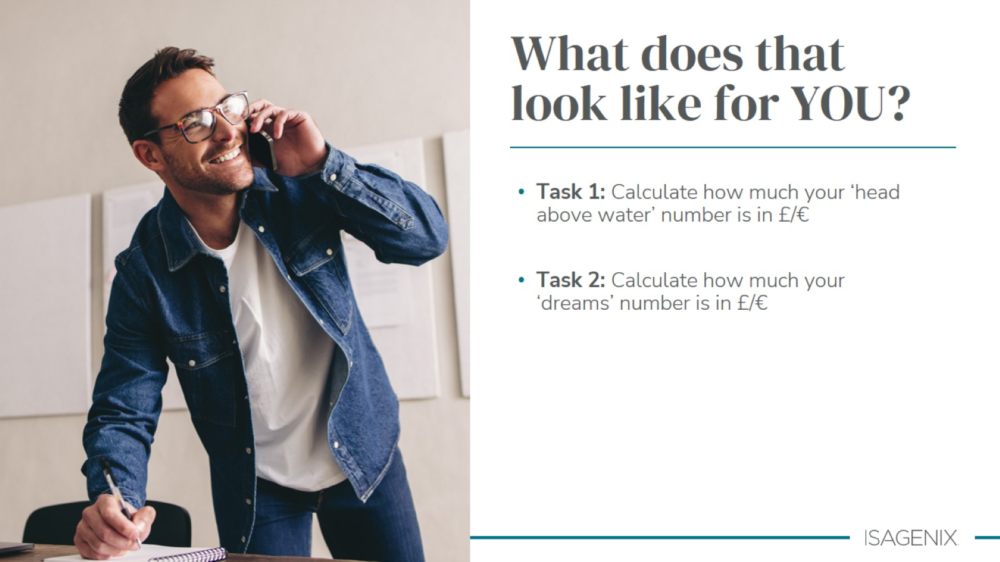 What does that
look like for YOU?
• Task 1: Calculate how much your ‘head
above water’ number is in £/€
• Task 2: Calculate how much your
‘dreams’ number is in £/€
ISAGENIX